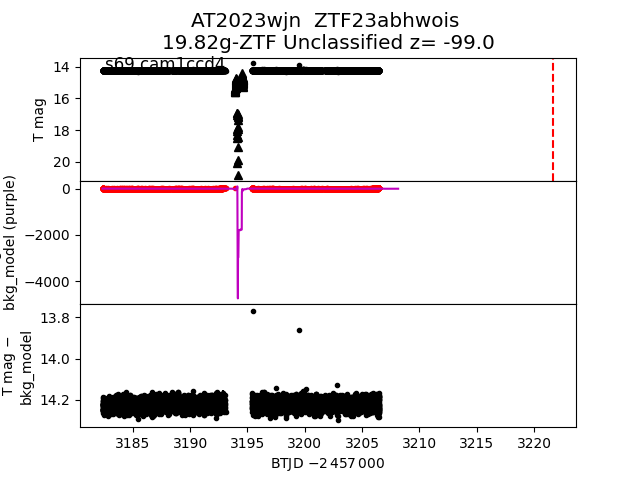 AT2023wjn  ZTF23abhwois
19.82g-ZTF Unclassified z= -99.0
s69 cam1ccd4
T mag
14
16
18
20
bkg_model (purple)
0
−2000
−4000
T mag −
bkg_model
13.8
14.0
14.2
3185 3190 3195 3200 3205 3210 3215 3220
BTJD −2 457 000